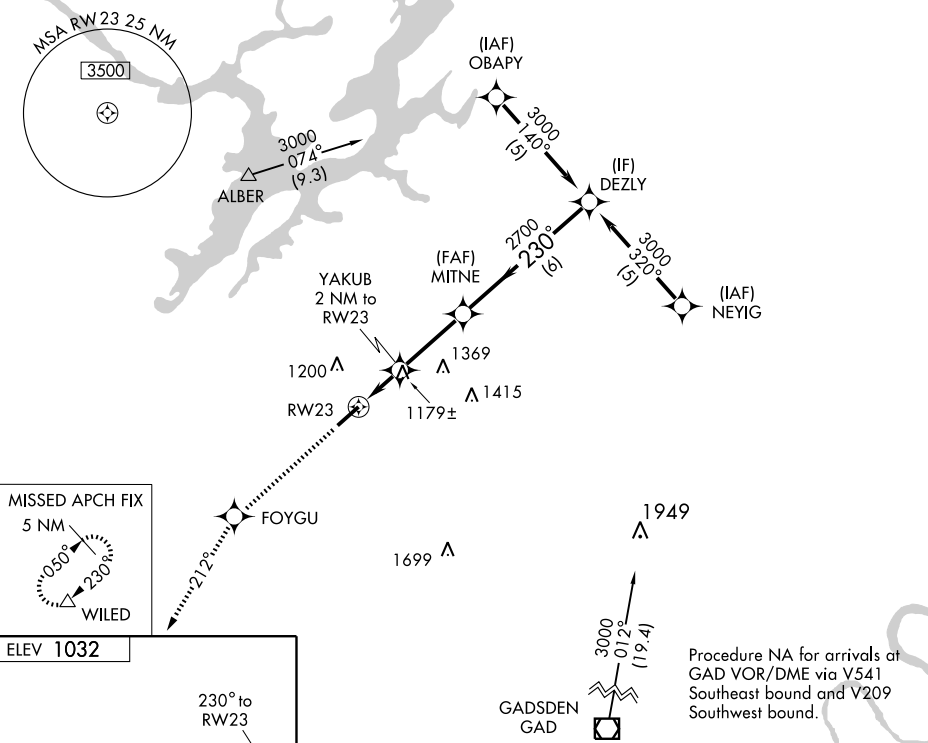 MSA RW23 25 NM
3500
(IAF)
OBAPY
3000
140°
(5)
3000
074°
(9.3)
ALBER
(IF)
DEZLY
2700
230°
(6)
3000
320°
(5)
(IAF)
NEYIG
(FAF)
MITNE
YAKUB
2 NM to
RW23
1200
1369
1415
1179±
RW23
FOYGU
212°
MISSED APCH FIX
5 NM
050°
230°
WILED
1699
1949
ELEV 1032
230° to
RW23
3000
012°
(19.4)
GADSDEN
GAD
Procedure NA for arrivals at
GAD VOR/DME via V541
Southeast bound and V209
Southwest bound.